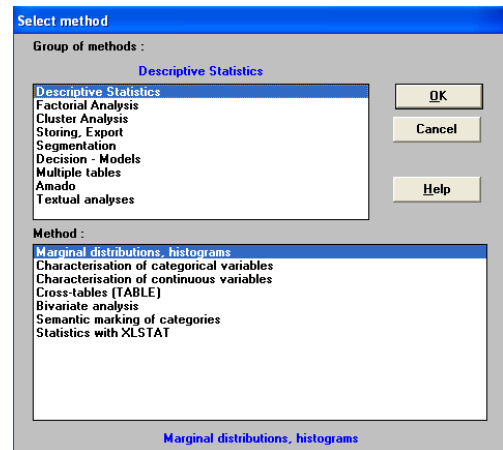 Select method
Group of methods :
Descriptive Statistics
Descriptive Statistics
Factorial Analysis
Cluster Analysis
Storing, Export
Segmentation
Decision - Models
Multiple tables
Amado
Textual analyses
OK
Cancel
Help
Method :
Marginal distributions, histograms
Characterisation of categorical variables
Characterisation of continuous variables
Cross-tables (TABLE)
Bivariate analysis
Semantic marking of categories
Statistics with XLSTAT
Marginal distributions, histograms